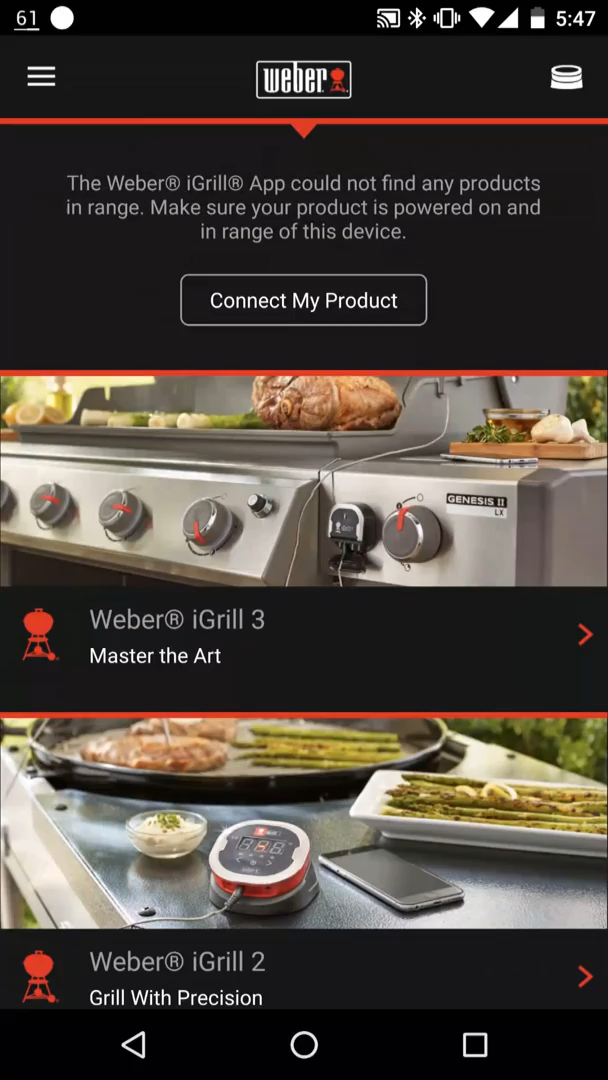 61
5:47
weber
The Weber® iGrill® App could not find any products
in range. Make sure your product is powered on and
in range of this device.
Connect My Product
GENESIS II
LX
Weber® iGrill 3
Master the Art
Weber® iGrill 2
Grill With Precision